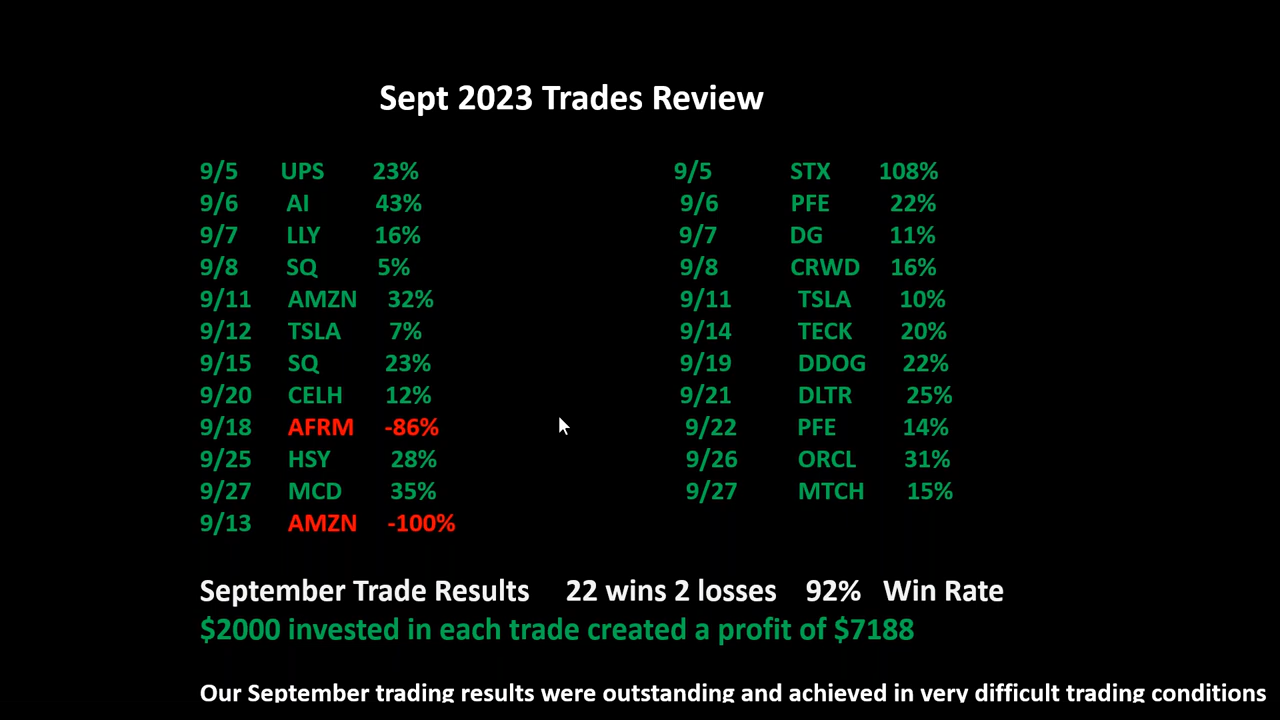 Sept 2023 Trades Review
9/5 UPS 23% 9/5 STX 108%
9/6 AI 43% 9/6 PFE 22%
9/7 LLY 16% 9/7 DG 11%
9/8 SQ 5% 9/8 CRWD 16%
9/11 AMZN 32% 9/11 TSLA 10%
9/12 TSLA 7% 9/14 TECK 20%
9/15 SQ 23% 9/19 DDOG 22%
9/20 CELH 12% 9/21 DLTR 25%
9/18 AFRM -86% 9/22 PFE 14%
9/25 HSY 28% 9/26 ORCL 31%
9/27 MCD 35% 9/27 MTCH 15%
9/13 AMZN -100%
September Trade Results 22 wins 2 losses 92% Win Rate
$2000 invested in each trade created a profit of $7188
Our September trading results were outstanding and achieved in very difficult trading conditions